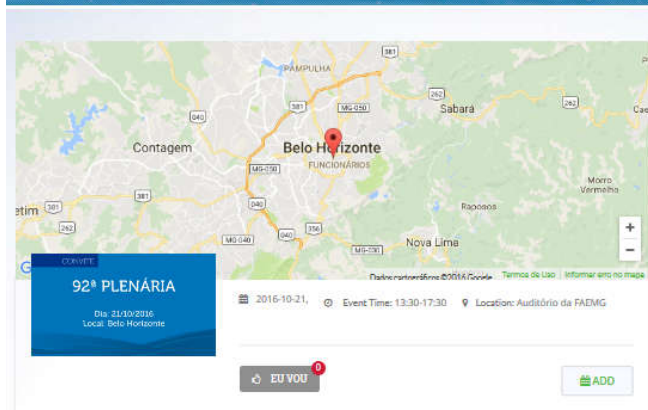 381
PAMPULHA
262
381
MG-050
Sabará
262
040
Contagem
Belo Horizonte
FUNCIONÁRIOS
MG-050
Morro
Vermelho
381
etim
381
040
Raposos
262
356
040
MG 040
+
Nova Lima
MG-030
-
Dados cartográficos ©2016 Google
Termos de Uso
Informar erro no mapa
CONVITE
92ª PLENÁRIA
Dia: 21/10/2016
Local: Belo Horizonte
2016-10-21,
Event Time: 13:30-17:30
Location: Auditório da FAEMG
0
EU VOU
ADD